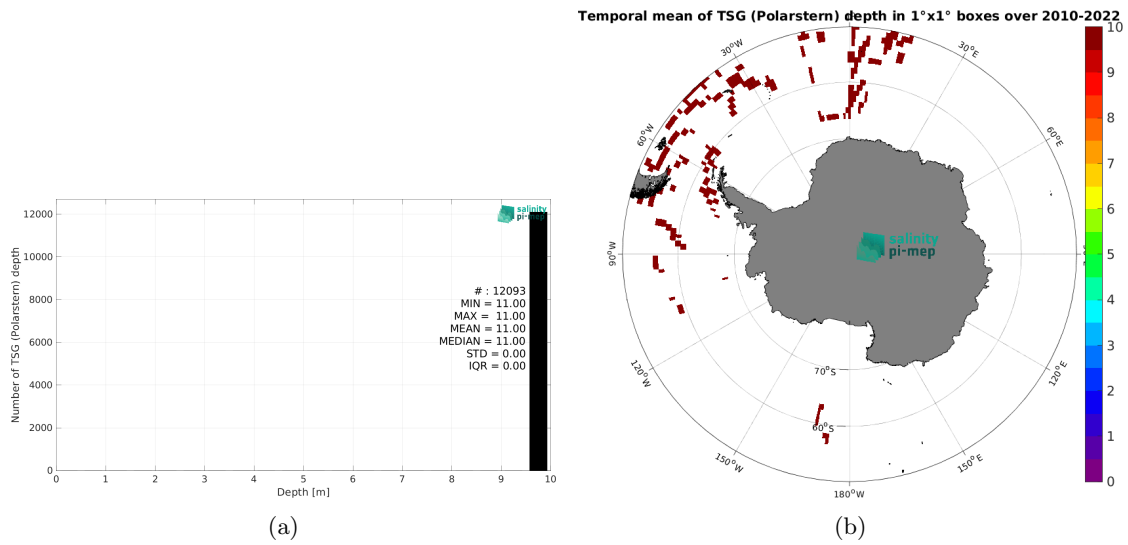 Number of TSG (Polarstern) depth
12000
10000
8000
6000
4000
2000
0
salinity
pi-mep
# : 12093
MIN = 11.00
MAX = 11.00
MEAN = 11.00
MEDIAN = 11.00
STD = 0.00
IQR = 0.00
0 1 2 3 4 5 6 7 8 9 10
Depth [m]
(a)
Temporal mean of TSG (Polarstern) depth in 1°x1° boxes over 2010-2022
30°W
30°E
60°W
60°E
90°W
120°W
120°E
150°W
150°E
180°W
70°S
60°S
salinity
pi-mep
10
9
8
7
6
5
4
3
2
1
0
(b)